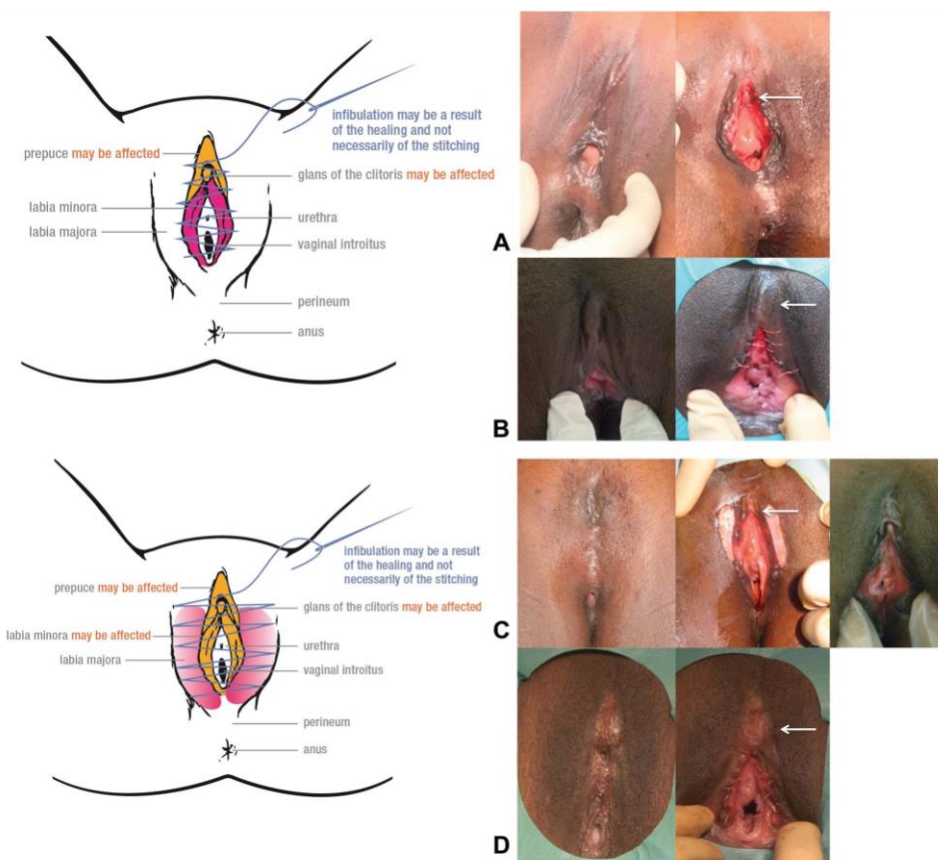 infibulation may be a result
of the healing and not
necessarily of the stitching
prepuce may be affected
glans of the clitoris may be affected
labia minora
urethra
labia majora
vaginal introitus
perineum
anus
A
B
infibulation may be a result
of the healing and not
necessarily of the stitching
prepuce may be affected
glans of the clitoris may be affected
labia minora may be affected
urethra
labia majora
vaginal introitus
perineum
anus
C
D